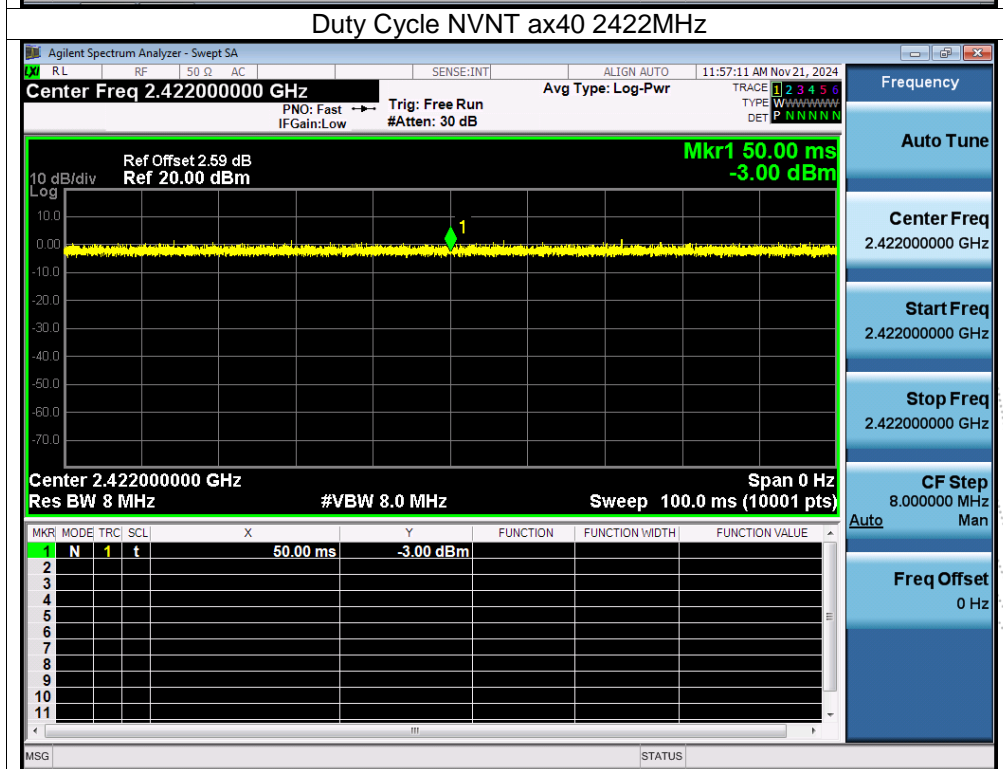 Duty Cycle NVNT ax40 2422MHz
Agilent Spectrum Analyzer - Swept SA
LXI RL RF 50 Ω AC SENSE:INT ALIGN AUTO 11:57:11 AM Nov 21, 2024
Center Freq 2.422000000 GHz
PNO: Fast
IFGain:Low
Trig: Free Run
#Atten: 30 dB
Avg Type: Log-Pwr
TRACE 1 2 3 4 5 6
TYPE WWWWWW
DET P N N N N N
Mkr1 50.00 ms
-3.00 dBm
Ref Offset 2.59 dB
10 dB/div Ref 20.00 dBm
Log
10.0
0.00
-10.0
-20.0
-30.0
-40.0
-50.0
-60.0
-70.0
1
Center 2.422000000 GHz Span 0 Hz
Res BW 8 MHz #VBW 8.0 MHz Sweep 100.0 ms (10001 pts)
MKR MODE TRC SCL X Y FUNCTION FUNCTION WIDTH FUNCTION VALUE
1 N 1 t 50.00 ms -3.00 dBm
2
3
4
5
6
7
8
9
10
11
MSG STATUS
Frequency
Auto Tune
Center Freq
2.422000000 GHz
Start Freq
2.422000000 GHz
Stop Freq
2.422000000 GHz
CF Step
8.000000 MHz
Auto Man
Freq Offset
0 Hz